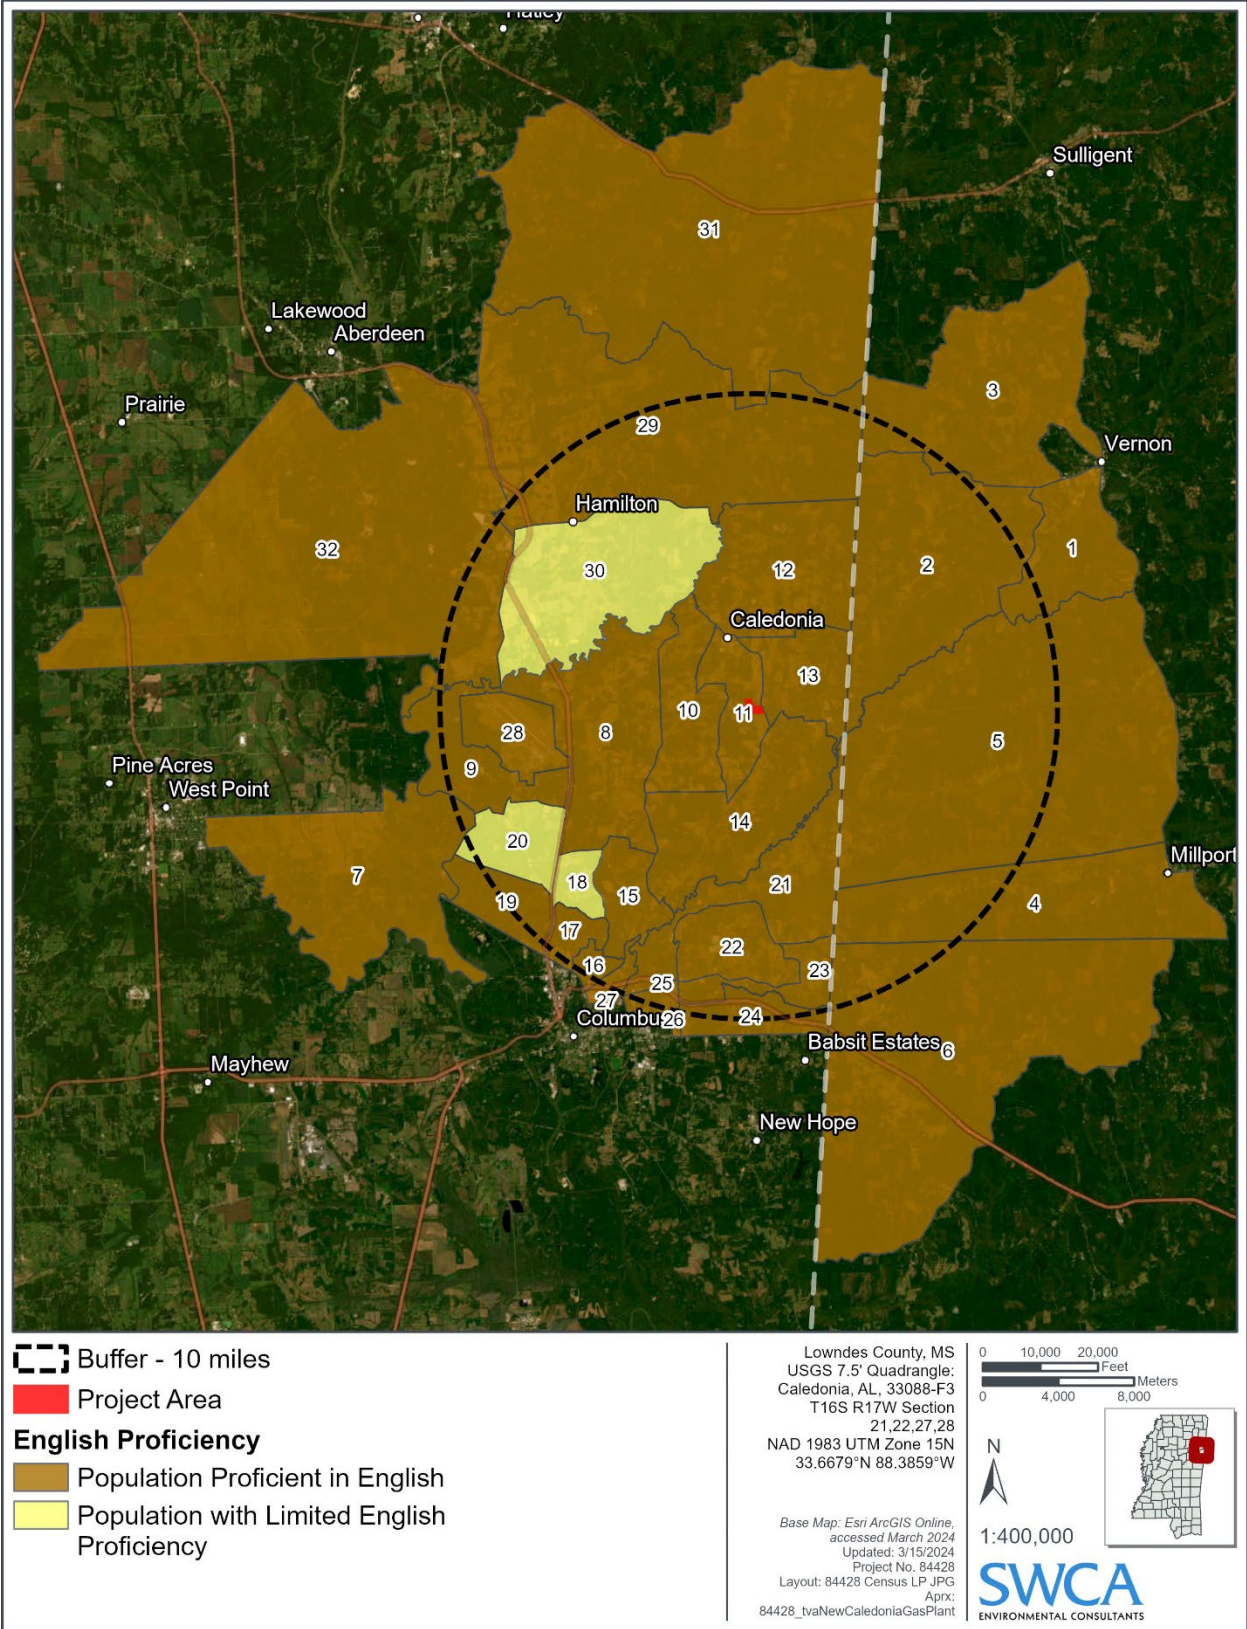 Hatley
Sulligent
31
Lakewood
Aberdeen
3
Prairie
29
Vernon
Hamilton
32
1
30
12
2
Caledonia
13
10
11
28
8
5
9
Pine Acres
West Point
14
20
Millport
7
18
21
15
19
4
17
22
16
23
25
27
24
Columbus
26
Babsit Estates
6
Mayhew
New Hope
Buffer - 10 miles
Project Area
English Proficiency
Population Proficient in English
Population with Limited English
Proficiency
Lowndes County, MS
USGS 7.5' Quadrangle:
Caledonia, AL, 33088-F3
T16S R17W Section
21,22,27,28
NAD 1983 UTM Zone 15N
33.6679°N 88.3859°W
Base Map: Esri ArcGIS Online,
accessed March 2024
Updated: 3/15/2024
Project No. 84428
Layout: 84428 Census LP JPG
Aprx:
84428_tvaNewCaledoniaGasPlant
0 10,000 20,000
Feet
Meters
0 4,000 8,000
N
1:400,000
SWCA
ENVIRONMENTAL CONSULTANTS